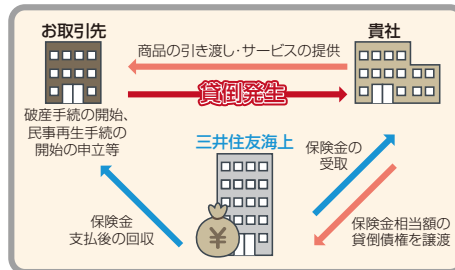 お取引先
貴社
商品の引き渡し・サービスの提供
貸倒発生
破産手続の開始、
民事再生手続の
開始の申立等
三井住友海上
保険金の
受取
保険金
支払後の回収
¥
保険金相当額の
貸倒債権を譲渡